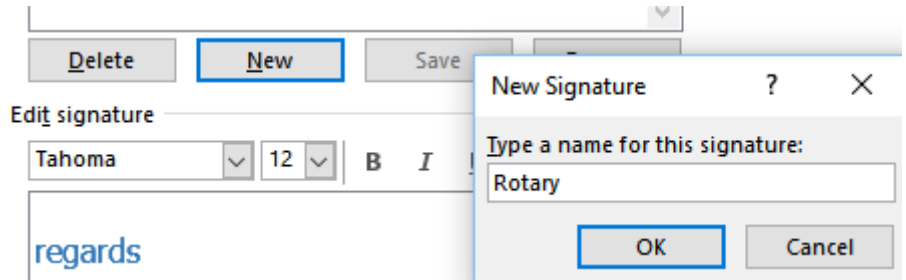 Delete New Save
New Signature ? ×
Edit signature
Type a name for this signature:
Tahoma 12 B I
Rotary
OK Cancel
regards